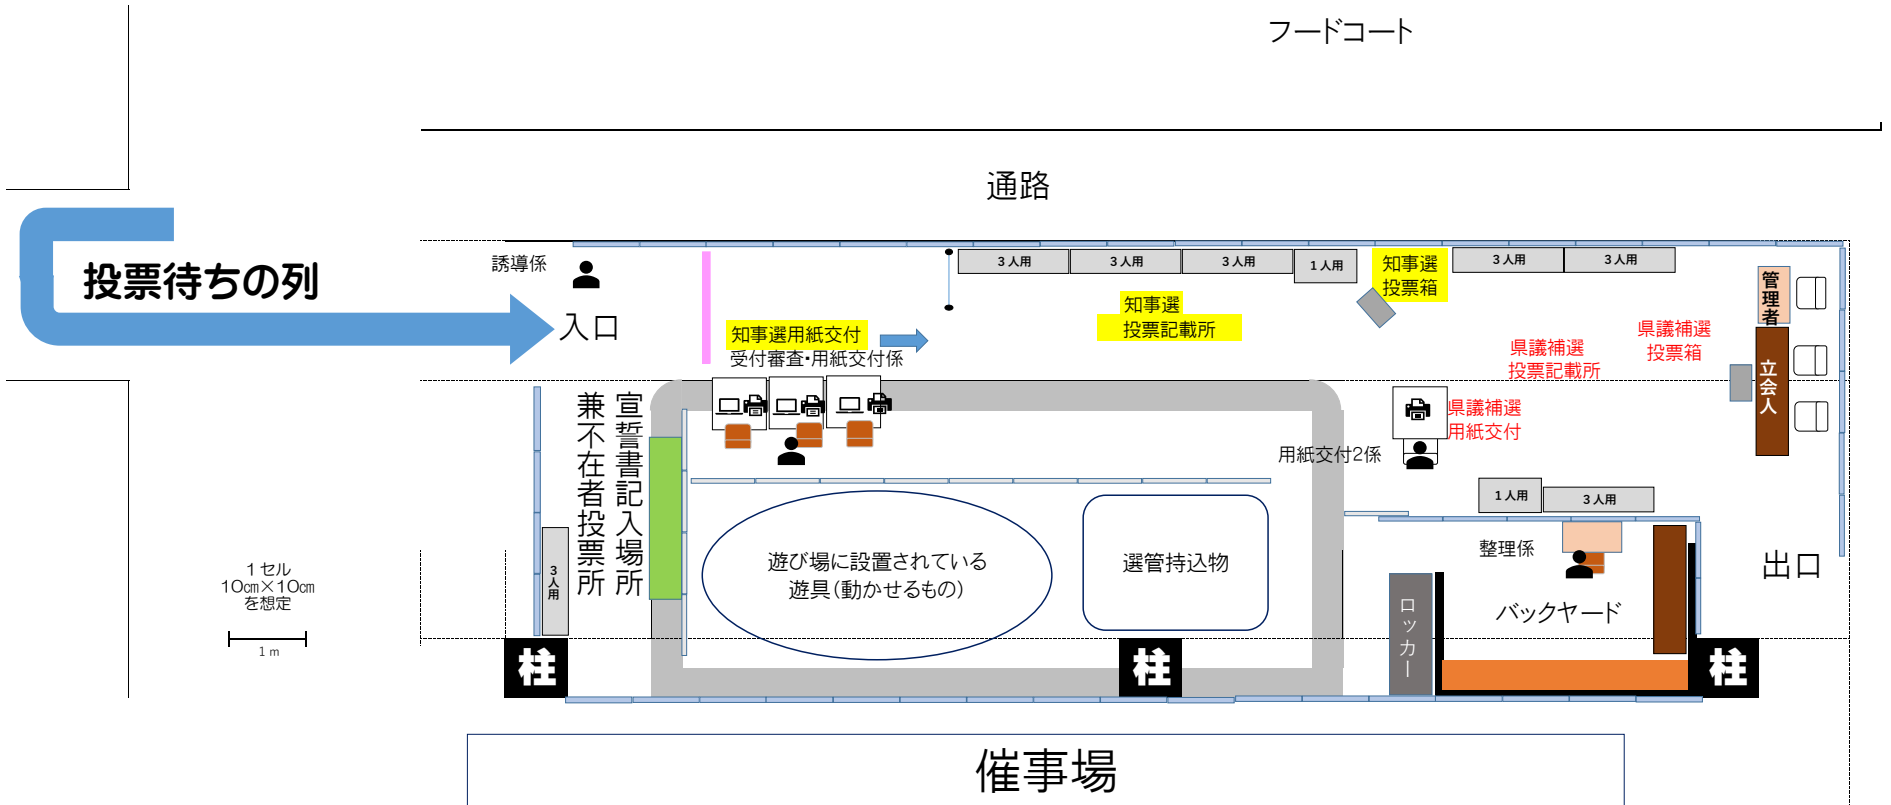 フードコート
通路
投票待ちの列
誘導係
入口
3人用
3人用
3人用
1人用
知事選
投票箱
3人用
3人用
管理者
知事選
投票記載所
知事選用紙交付
受付審査・用紙交付係
県議補選
投票箱
県議補選
投票記載所
立会人
宣誓書記入場所
兼不在者投票所
県議補選
用紙交付
用紙交付2係
1人用
3人用
3人用
遊び場に設置されている
遊具(動かせるもの)
選管持込物
整理係
出口
バックヤード
ロッカー
1セル
10cm×10cm
を想定
1m
柱
柱
柱
催事場